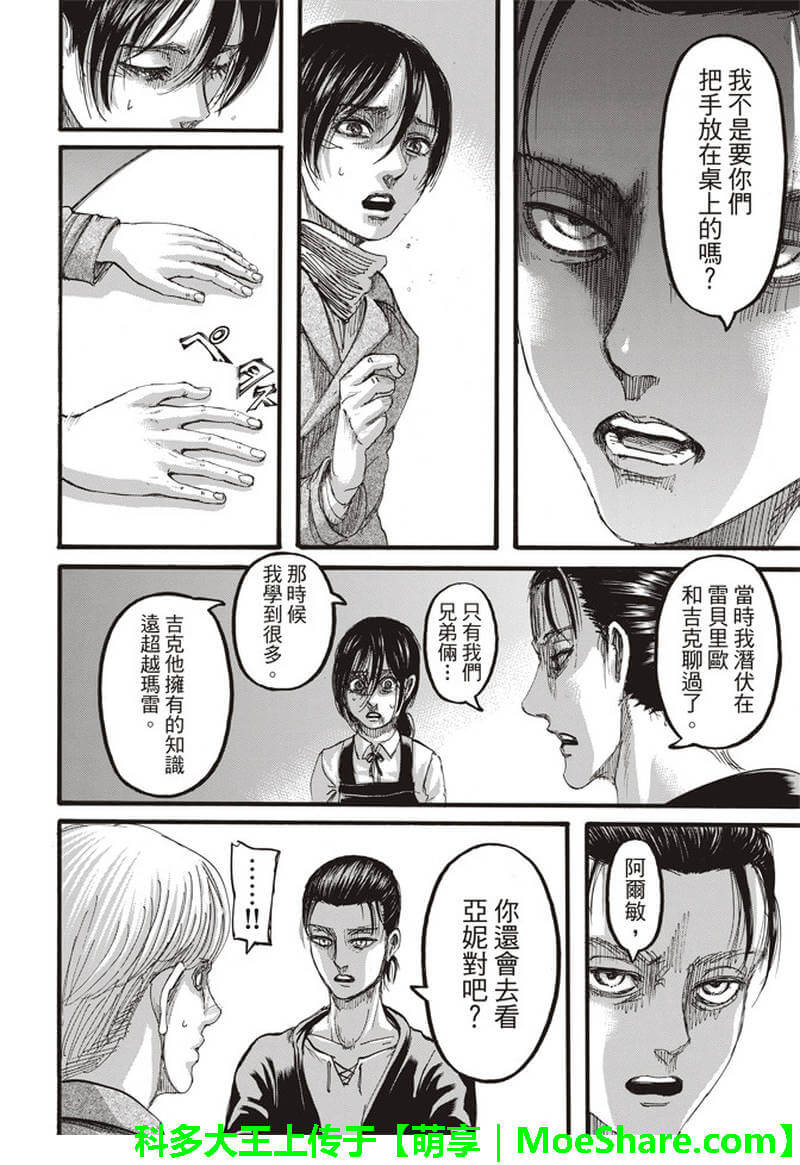 我不是要你們
把手放在桌上的嗎？
ペタ
當時我潛伏在
雷貝里歐
和吉克聊過了。
只有我們
兄弟倆…
那時候
我學到很多。
吉克他擁有的知識
遠超越瑪雷。
阿爾敏，
你還會去看
亞妮對吧？
……!!
科多大王上传于【萌享｜MoeShare.com】